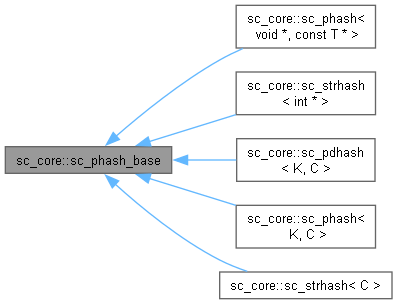 sc_core::sc_phash<
void *, const T * >
sc_core::sc_strhash
< int * >
sc_core::sc_phash_base
sc_core::sc_pdhash
< K, C >
sc_core::sc_phash<
K, C >
sc_core::sc_strhash< C >